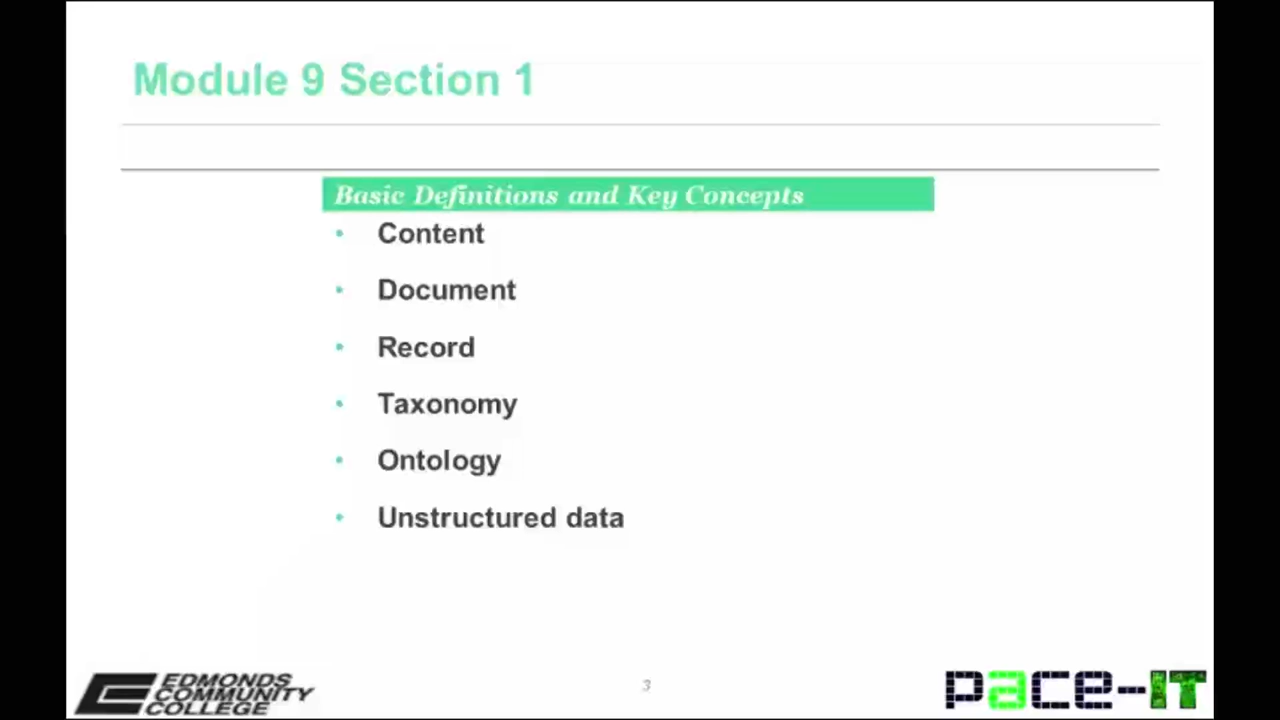 Module 9 Section 1
Basic Definitions and Key Concepts
• Content
• Document
• Record
• Taxonomy
• Ontology
• Unstructured data
EDMONDS
COMMUNITY
COLLEGE
3
pace-IT